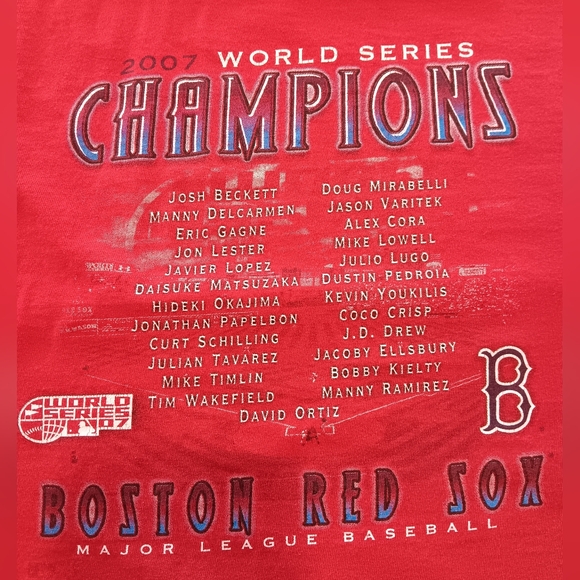 2007 WORLD SERIES
CHAMPIONS
JOSH BECKETT
MANNY DELCARMEN
ERIC GAGNE
JON LESTER
JAVIER LOPEZ
DAISUKE MATSUZAKA
HIDEKI OKAJIMA
JONATHAN PAPELBON
CURT SCHILLING
JULIAN TAVÁREZ
MIKE TIMLIN
TIM WAKEFIELD
DOUG MIRABELLI
JASON VARITEK
ALEX CORA
MIKE LOWELL
JULIO LUGO
DUSTIN PEDROIA
KEVIN YOUKILIS
COCO CRISP
J.D. DREW
JACOBY ELLSBURY
BOBBY KIELTY
MANNY RAMIREZ
DAVID ORTIZ
WORLD
SERIES
07
B
BOSTON RED SOX
MAJOR LEAGUE BASEBALL